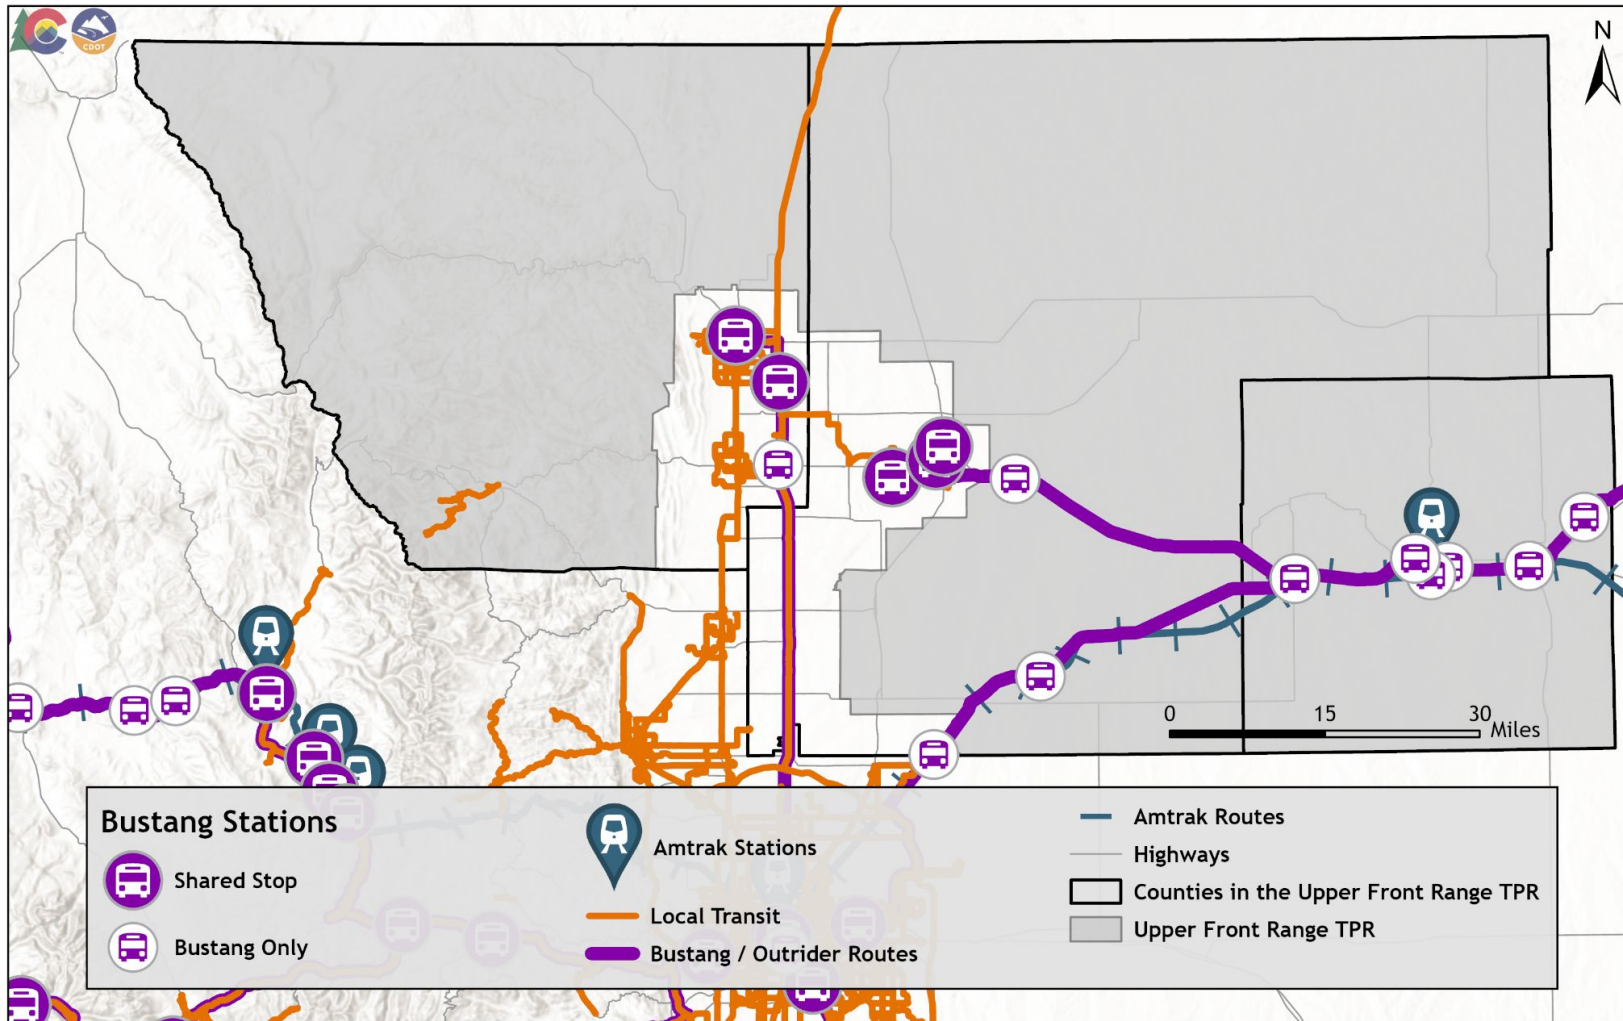 CDOT
N
0 15 30
Miles
Bustang Stations
Shared Stop
Bustang Only
Amtrak Stations
Local Transit
Bustang / Outrider Routes
Amtrak Routes
Highways
Counties in the Upper Front Range TPR
Upper Front Range TPR